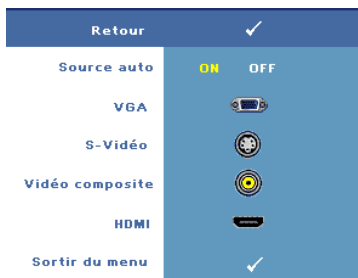 Retour
Source auto ON OFF
VGA
S-Vidéo
Vidéo composite
HDMI
Sortir du menu